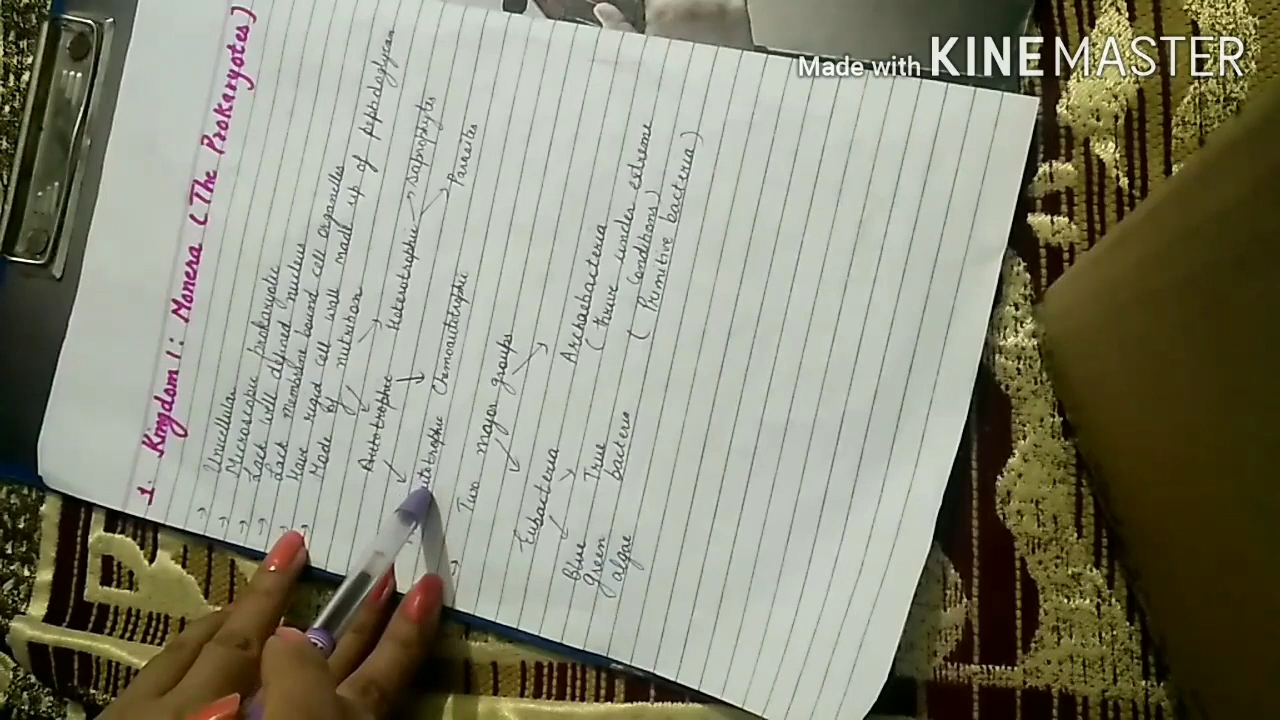 Made with KINEMASTER
1. Kingdom 1: Monera (The Prokaryotes)
→ Unicellular
→ Microscopic prokaryotic
→ Lack well defined nucleus
→ Lack membrane bound cell organelles
→ Have rigid cell wall made up of peptidoglycan
→ Mode of nutrition
Autotrophic → Heterotrophic → Saprophytes
→ Parasites
autotrophic Chemoautotrophic
→ Two major groups
Eubacteria Archaebacteria
(thrive under extreme
Blue True conditions)
green bacteria (Primitive bacteria)
algae